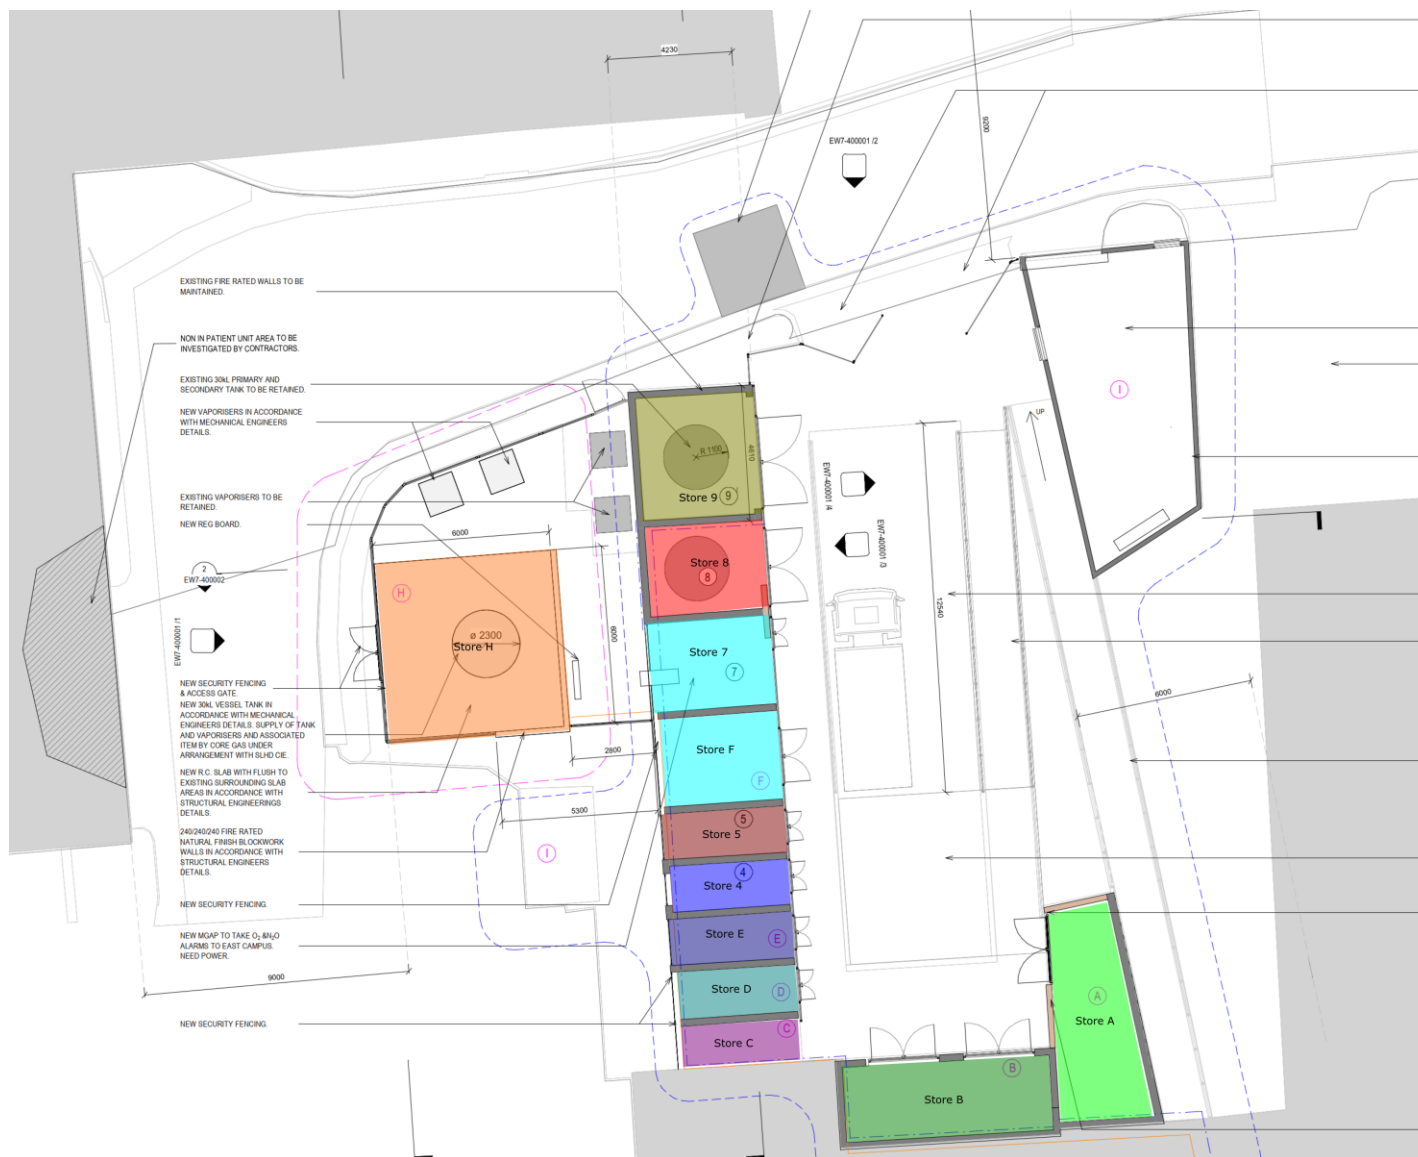 4230
9200
EW7-400001 /2
EXISTING FIRE RATED WALLS TO BE
MAINTAINED.
NON IN PATIENT UNIT AREA TO BE
INVESTIGATED BY CONTRACTORS.
EXISTING 30kL PRIMARY AND
SECONDARY TANK TO BE RETAINED.
NEW VAPORISERS IN ACCORDANCE
WITH MECHANICAL ENGINEERS
DETAILS.
EXISTING VAPORISERS TO BE
RETAINED.
NEW REG BOARD.
2
EW7-400002
EW7-400001 /1
NEW SECURITY FENCING
& ACCESS GATE.
NEW 30kL VESSEL TANK IN
ACCORDANCE WITH MECHANICAL
ENGINEERS DETAILS. SUPPLY OF TANK
AND VAPORISERS AND ASSOCIATED
ITEM BY CORE GAS UNDER
ARRANGEMENT WITH SLHD CIE.
NEW R.C. SLAB WITH FLUSH TO
EXISTING SURROUNDING SLAB
AREAS IN ACCORDANCE WITH
STRUCTURAL ENGINEERINGS
DETAILS.
240/240/240 FIRE RATED
NATURAL FINISH BLOCKWORK
WALLS IN ACCORDANCE WITH
STRUCTURAL ENGINEERS
DETAILS.
NEW SECURITY FENCING.
NEW MGAP TO TAKE O2 &N2O
ALARMS TO EAST CAMPUS.
NEED POWER.
NEW SECURITY FENCING.
9000
6000
H
ø 2300
Store H
6000
2800
5300
I
R 1100
4610
Store 9
9
Store 8
8
Store 7
7
Store F
F
5
Store 5
4
Store 4
Store E
E
Store D
D
C
Store C
EW7-400001 /4
EW7-400001 /3
UP
12540
I
6000
A
Store A
B
Store B